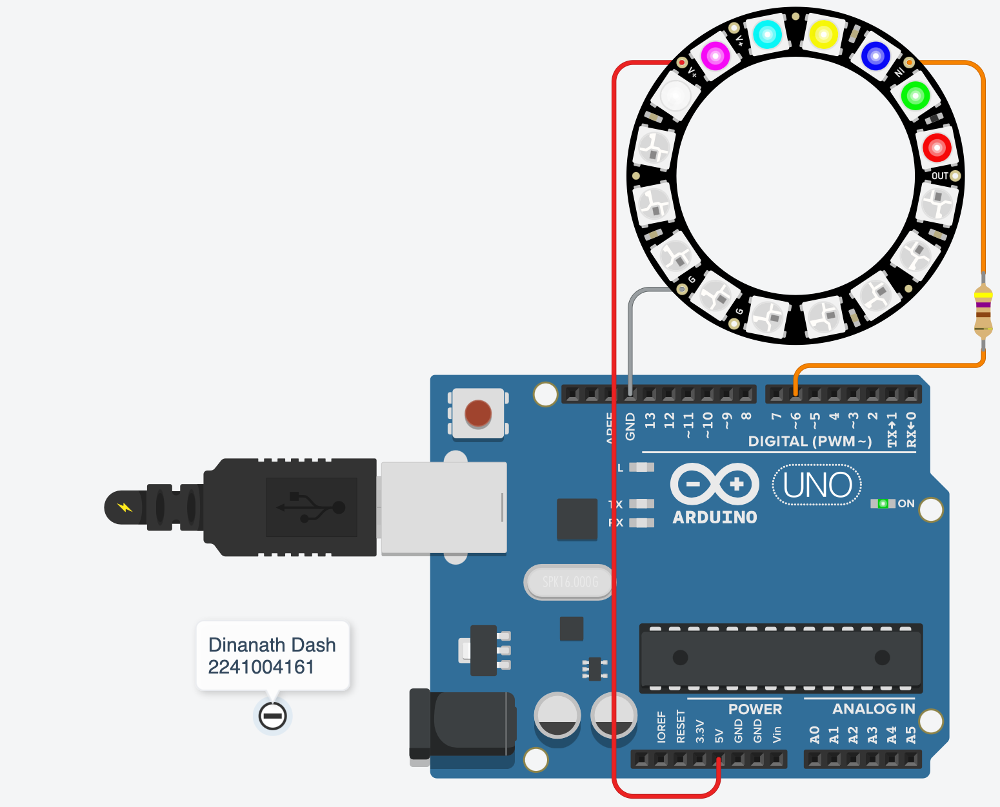 V+
V+
IN
OUT
G
G
AREF
GND
13
12
~11
~10
~9
8
7
~6
~5
4
~3
2
TX→1
RX←0
DIGITAL (PWM~)
L
TX
RX
ARDUINO
UNO
ON
SPK16.000G
Dinanath Dash
2241004161
POWER
ANALOG IN
IOREF
RESET
3.3V
5V
GND
GND
Vin
A0
A1
A2
A3
A4
A5